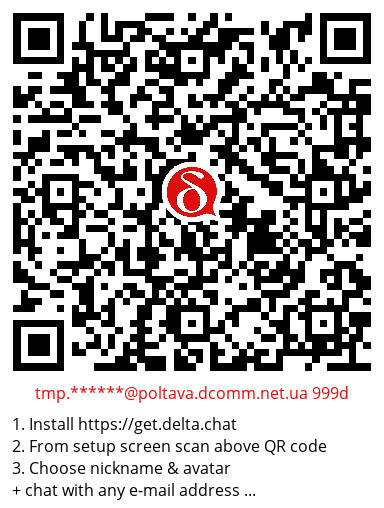 δ
tmp.******@poltava.dcomm.net.ua 999d
1. Install https://get.delta.chat
2. From setup screen scan above QR code
3. Choose nickname & avatar
+ chat with any e-mail address ...